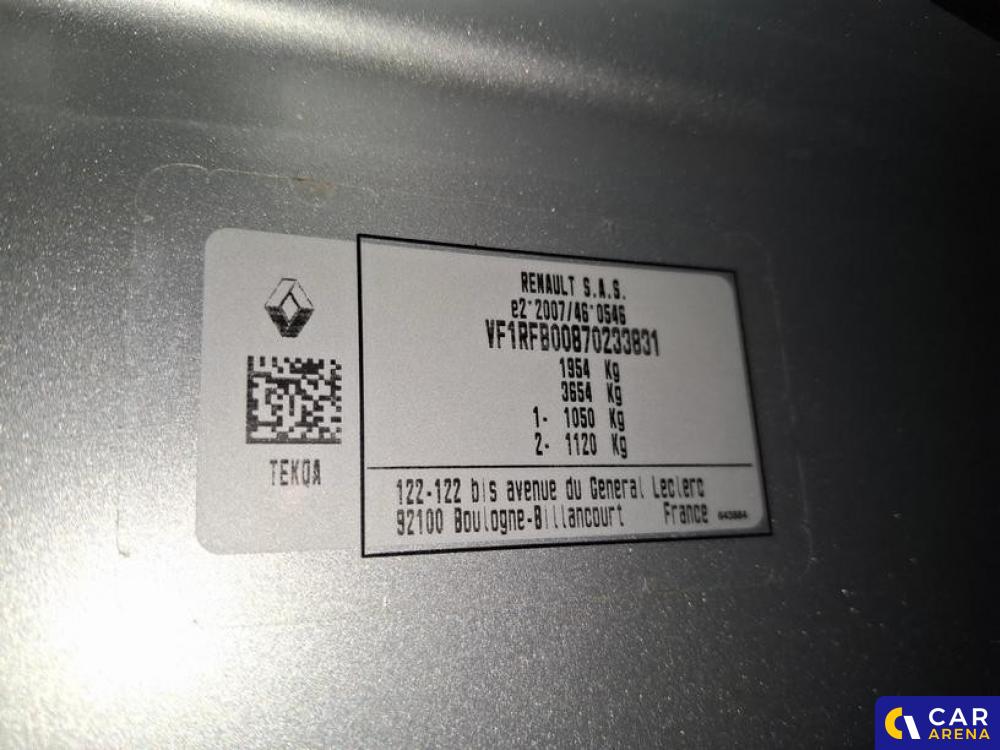 RENAULT S.A.S.
e2*2007/46*0546
VF1RFB00870233831
1954 Kg
3654 Kg
1- 1050 Kg
2- 1120 Kg
TEKQA
122-122 bis avenue du General Leclerc
92100 Boulogne-Billancourt France
CAR
ARENA